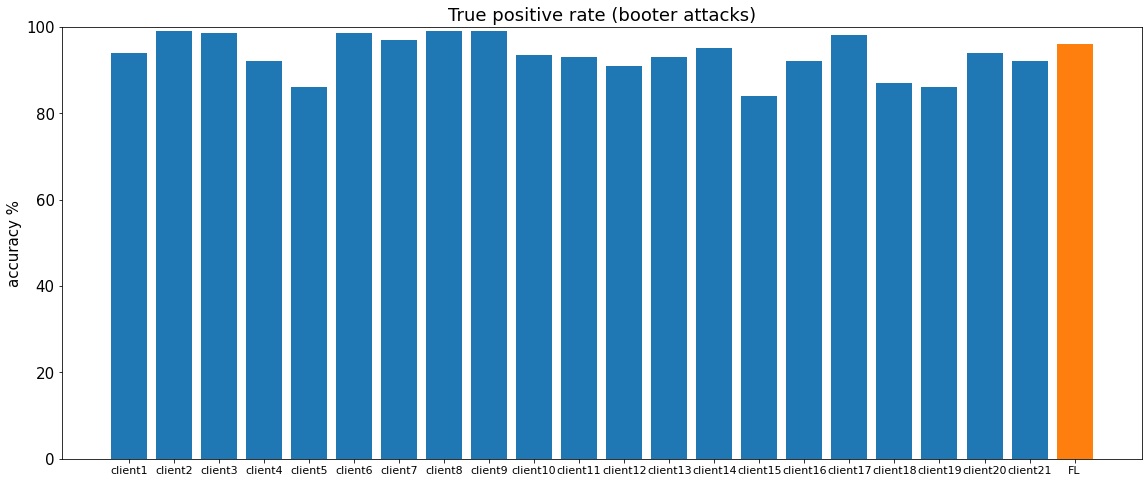 True positive rate (booter attacks)
accuracy %
100
80
60
40
20
0
client1 client2 client3 client4 client5 client6 client7 client8 client9 client10 client11 client12 client13 client14 client15 client16 client17 client18 client19 client20 client21 FL